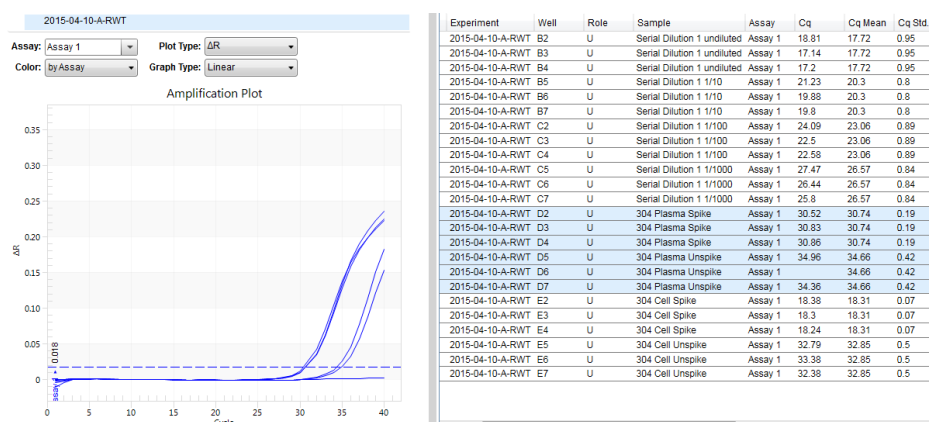 2015-04-10-A-RWT
Assay: Assay 1 Plot Type: ΔR
Color: by Assay Graph Type: Linear
Amplification Plot
0.35
0.30
0.25
0.20
0.15
0.10
0.05
0
ΔR
0.018
0 5 10 15 20 25 30 35 40
Cycle
Experiment Well Role Sample Assay Cq Cq Mean Cq Std.
2015-04-10-A-RWT B2 U Serial Dilution 1 undiluted Assay 1 18.81 17.72 0.95
2015-04-10-A-RWT B3 U Serial Dilution 1 undiluted Assay 1 17.14 17.72 0.95
2015-04-10-A-RWT B4 U Serial Dilution 1 undiluted Assay 1 17.2 17.72 0.95
2015-04-10-A-RWT B5 U Serial Dilution 1 1/10 Assay 1 21.23 20.3 0.8
2015-04-10-A-RWT B6 U Serial Dilution 1 1/10 Assay 1 19.88 20.3 0.8
2015-04-10-A-RWT B7 U Serial Dilution 1 1/10 Assay 1 19.8 20.3 0.8
2015-04-10-A-RWT C2 U Serial Dilution 1 1/100 Assay 1 24.09 23.06 0.89
2015-04-10-A-RWT C3 U Serial Dilution 1 1/100 Assay 1 22.5 23.06 0.89
2015-04-10-A-RWT C4 U Serial Dilution 1 1/100 Assay 1 22.58 23.06 0.89
2015-04-10-A-RWT C5 U Serial Dilution 1 1/1000 Assay 1 27.47 26.57 0.84
2015-04-10-A-RWT C6 U Serial Dilution 1 1/1000 Assay 1 26.44 26.57 0.84
2015-04-10-A-RWT C7 U Serial Dilution 1 1/1000 Assay 1 25.8 26.57 0.84
2015-04-10-A-RWT D2 U 304 Plasma Spike Assay 1 30.52 30.74 0.19
2015-04-10-A-RWT D3 U 304 Plasma Spike Assay 1 30.83 30.74 0.19
2015-04-10-A-RWT D4 U 304 Plasma Spike Assay 1 30.86 30.74 0.19
2015-04-10-A-RWT D5 U 304 Plasma Unspike Assay 1 34.96 34.66 0.42
2015-04-10-A-RWT D6 U 304 Plasma Unspike Assay 1 34.66 0.42
2015-04-10-A-RWT D7 U 304 Plasma Unspike Assay 1 34.36 34.66 0.42
2015-04-10-A-RWT E2 U 304 Cell Spike Assay 1 18.38 18.31 0.07
2015-04-10-A-RWT E3 U 304 Cell Spike Assay 1 18.3 18.31 0.07
2015-04-10-A-RWT E4 U 304 Cell Spike Assay 1 18.24 18.31 0.07
2015-04-10-A-RWT E5 U 304 Cell Unspike Assay 1 32.79 32.85 0.5
2015-04-10-A-RWT E6 U 304 Cell Unspike Assay 1 33.38 32.85 0.5
2015-04-10-A-RWT E7 U 304 Cell Unspike Assay 1 32.38 32.85 0.5